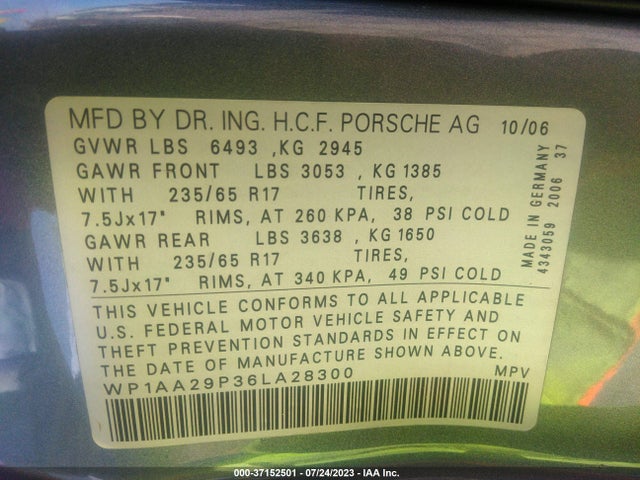 MFD BY DR. ING. H.C.F. PORSCHE AG 10/06
GVWR LBS 6493 ,KG 2945
GAWR FRONT LBS 3053 , KG 1385
WITH 235/65 R17 TIRES,
7.5Jx17" RIMS, AT 260 KPA, 38 PSI COLD
GAWR REAR LBS 3638 , KG 1650
WITH 235/65 R17 TIRES,
7.5Jx17" RIMS, AT 340 KPA, 49 PSI COLD
MADE IN GERMANY
4343059 2006 37
THIS VEHICLE CONFORMS TO ALL APPLICABLE
U.S. FEDERAL MOTOR VEHICLE SAFETY AND
THEFT PREVENTION STANDARDS IN EFFECT ON
THE DATE OF MANUFACTURE SHOWN ABOVE.
WP1AA29P36LA28300 MPV
000-37152501 - 07/24/2023 - IAA Inc.